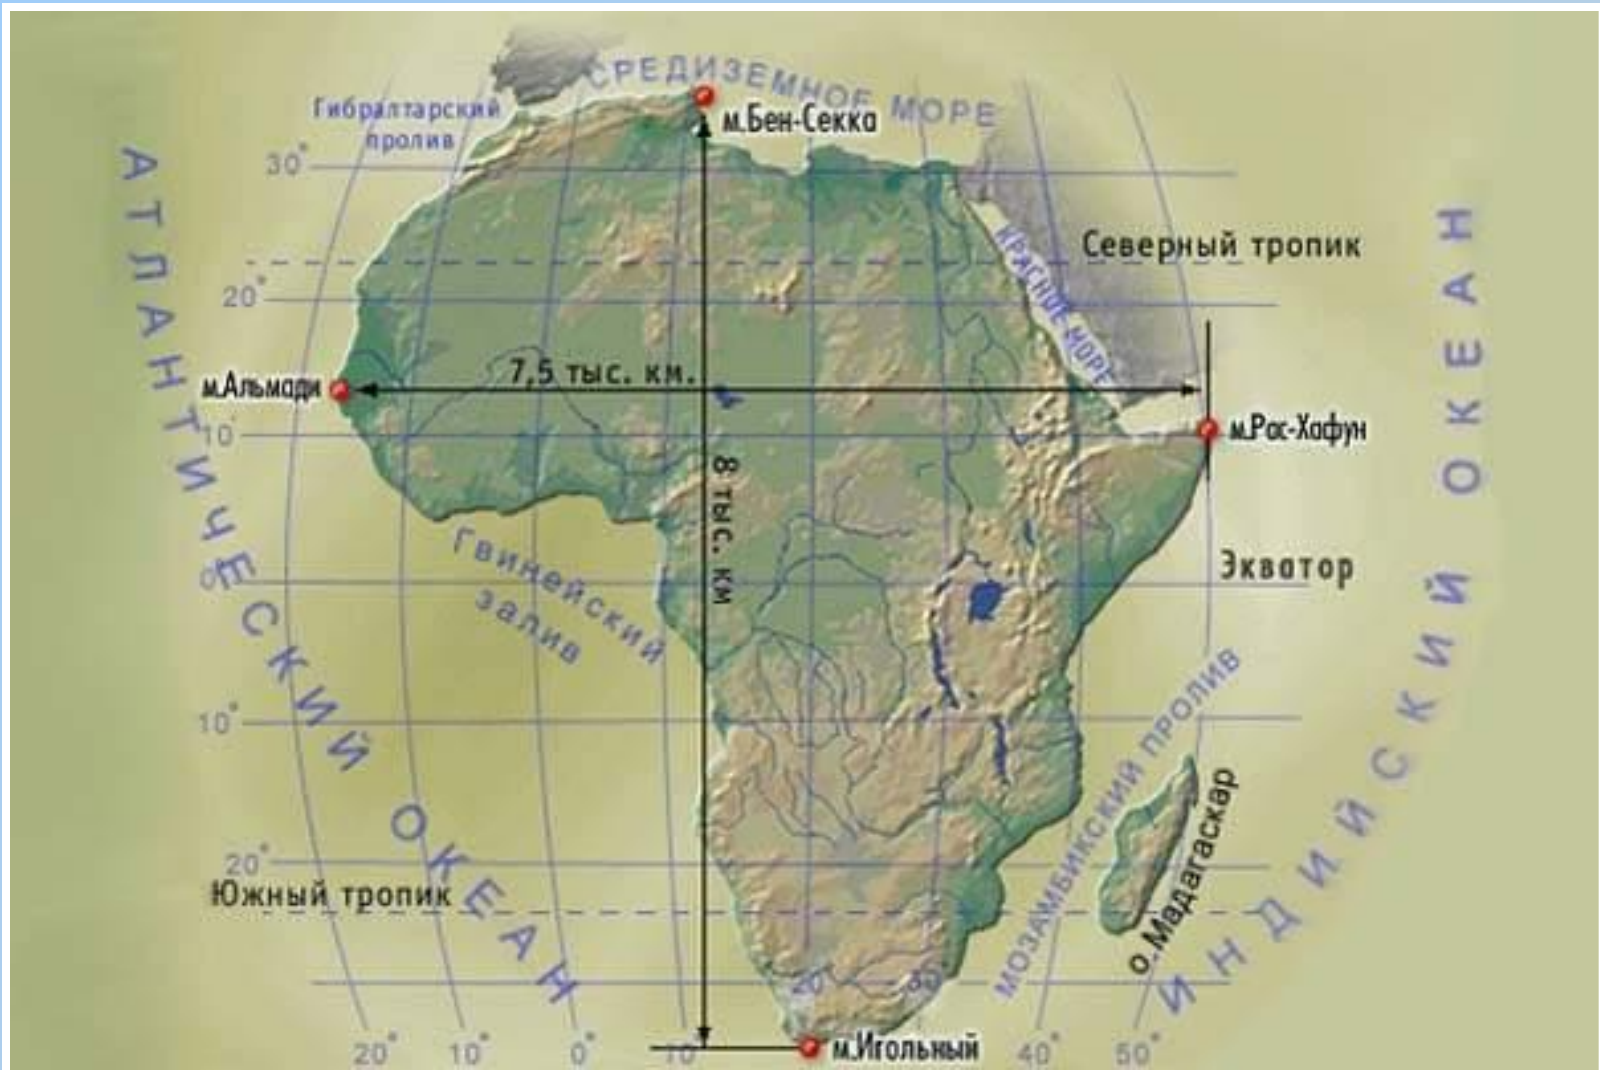 СРЕДИЗЕМНОЕ МОРЕ
Гибралтарский
пролив
м.Бен-Секка
30°
АТЛАНТИЧЕСКИЙ ОКЕАН
КРАСНОЕ МОРЕ
Северный тропик
20°
ИНДИЙСКИЙ ОКЕАН
7,5 тыс. км.
м.Альмади
м.Рас-Хафун
10
8 тыс. км
Гвинейский
залив
Экватор
0°
МОЗАМБИКСКИЙ ПРОЛИВ
10°
о.Мадагаскар
20°
Южный тропик
20°
30°
м.Игольный
20°
10°
0°
10°
40°
50°